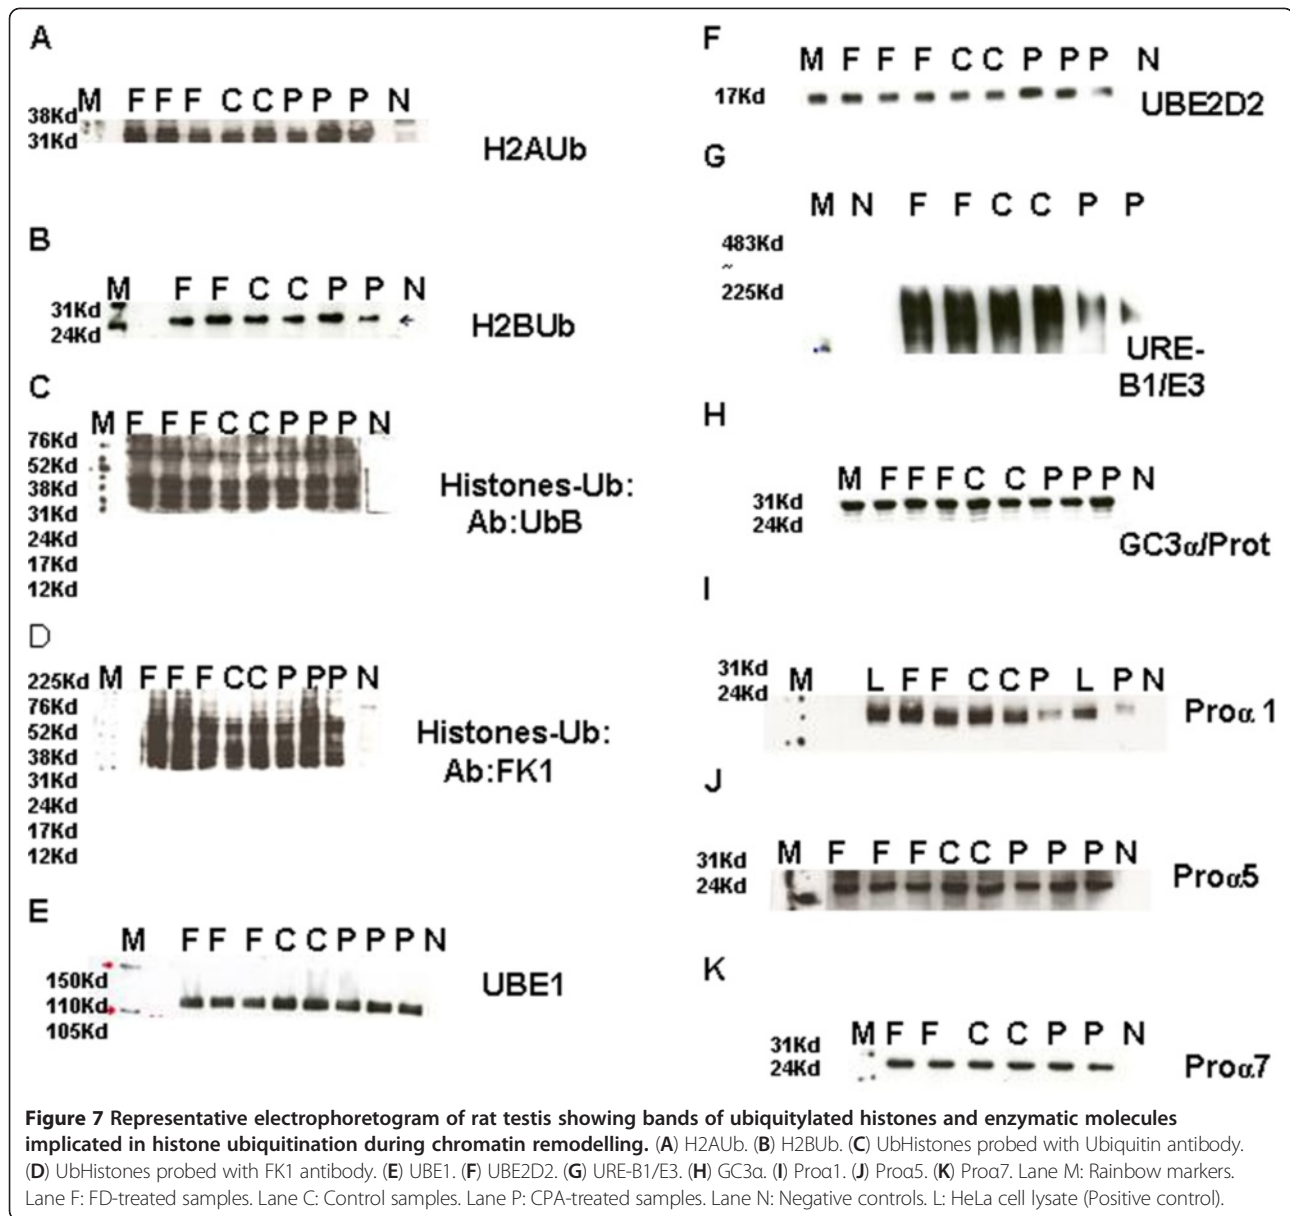 A
M F F F C C P P P N
38Kd
31Kd
H2AUb
B
M F F C C P P N
31Kd
24Kd
H2BUb
C
M F F F C C P P P N
76Kd
52Kd
38Kd
31Kd
24Kd
17Kd
12Kd
Histones-Ub:
Ab:UbB
D
225Kd M F F F C C P P P N
76Kd
52Kd
38Kd
31Kd
24Kd
17Kd
12Kd
Histones-Ub:
Ab:FK1
E
M F F F C C P P P N
150Kd
110Kd
105Kd
UBE1
F
M F F F C C P P P N
17Kd
UBE2D2
G
M N F F C C P P
483Kd
~
225Kd
URE-
B1/E3
H
M F F F C C P P P N
31Kd
24Kd
GC3α/Prot
I
31Kd
24Kd
M L F F C C P L P N
Proα 1
J
M F F F C C P P P N
31Kd
24Kd
Proα5
K
M F F C C P P N
31Kd
24Kd
Proα7
Figure 7 Representative electrophoretogram of rat testis showing bands of ubiquitylated histones and enzymatic molecules
implicated in histone ubiquitination during chromatin remodelling. (A) H2AUb. (B) H2BUb. (C) UbHistones probed with Ubiquitin antibody.
(D) UbHistones probed with FK1 antibody. (E) UBE1. (F) UBE2D2. (G) URE-B1/E3. (H) GC3α. (I) Proα1. (J) Proα5. (K) Proα7. Lane M: Rainbow markers.
Lane F: FD-treated samples. Lane C: Control samples. Lane P: CPA-treated samples. Lane N: Negative controls. L: HeLa cell lysate (Positive control).